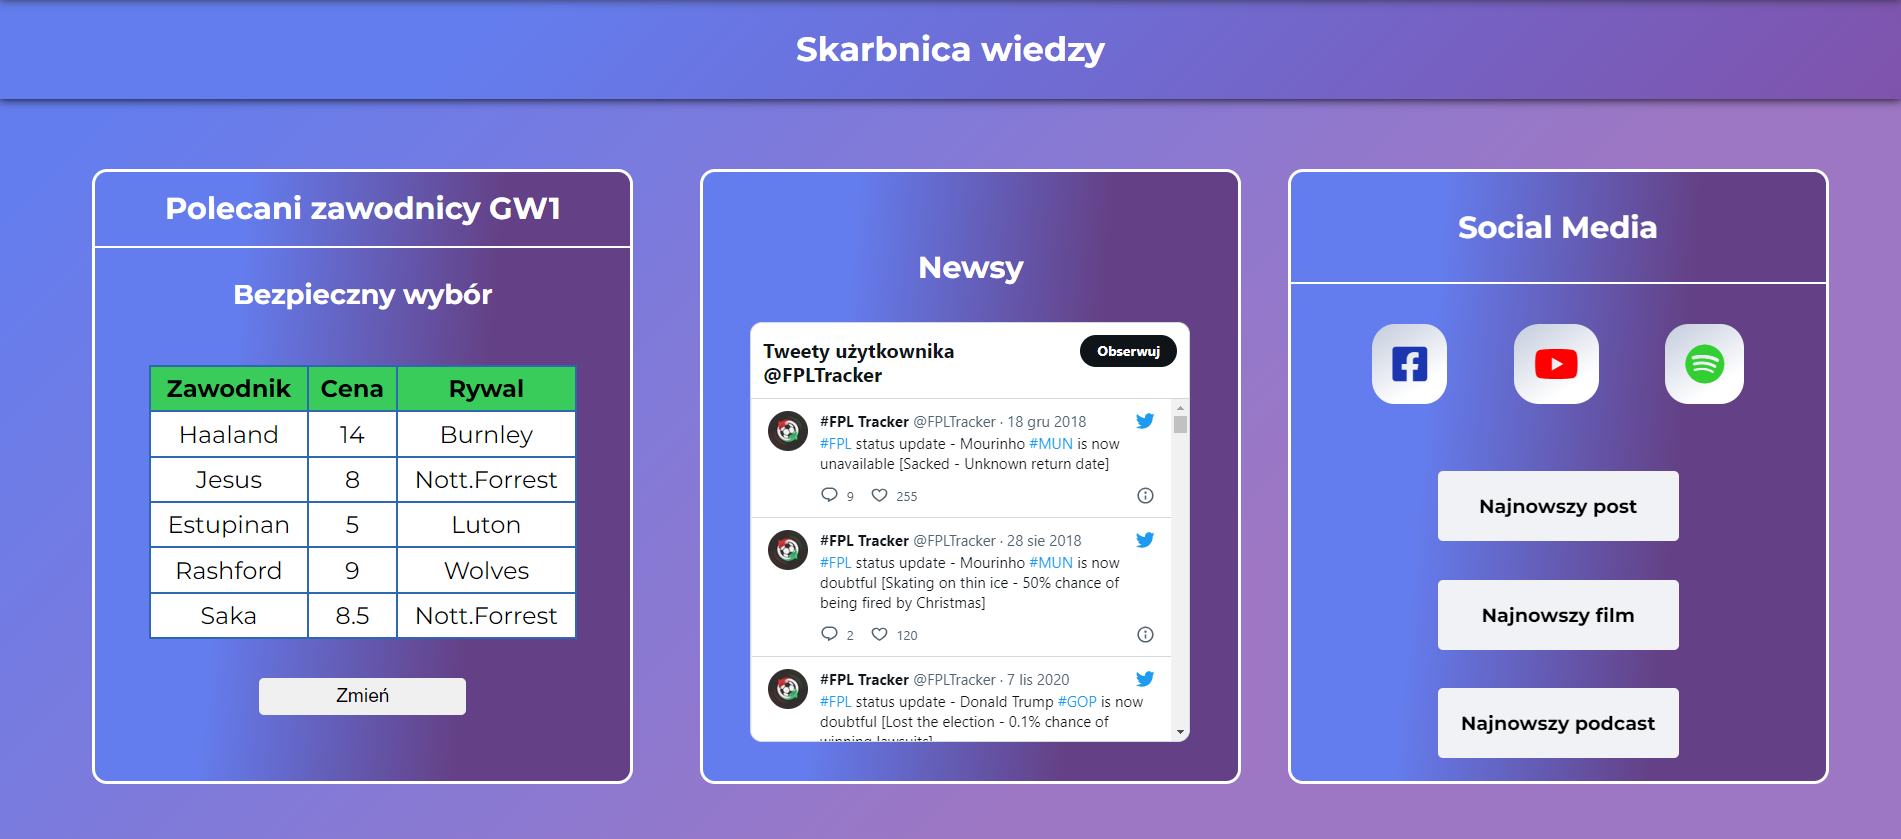 Skarbnica wiedzy
Polecani zawodnicy GW1
Bezpieczny wybór
Zawodnik Cena Rywal
Haaland 14 Burnley
Jesus 8 Nott.Forrest
Estupinan 5 Luton
Rashford 9 Wolves
Saka 8.5 Nott.Forrest
Zmień
Newsy
Tweety użytkownika
@FPLTracker
Obserwuj
#FPL Tracker @FPLTracker · 18 gru 2018
#FPL status update - Mourinho #MUN is now
unavailable [Sacked - Unknown return date]
9 255
#FPL Tracker @FPLTracker · 28 sie 2018
#FPL status update - Mourinho #MUN is now
doubtful [Skating on thin ice - 50% chance of
being fired by Christmas]
2 120
#FPL Tracker @FPLTracker · 7 lis 2020
#FPL status update - Donald Trump #GOP is now
doubtful [Lost the election - 0.1% chance of
winning lawsuits]
Social Media
Najnowszy post
Najnowszy film
Najnowszy podcast